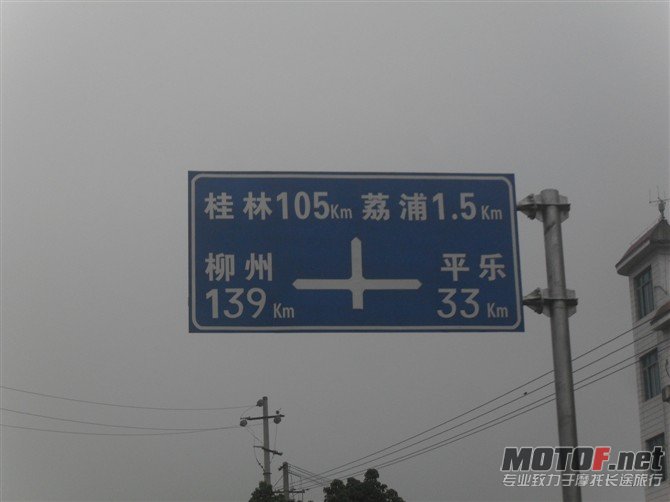 桂林105Km 荔浦1.5Km
柳州 平乐
139Km 33Km
MOTOF.net
专业致力于摩托长途旅行